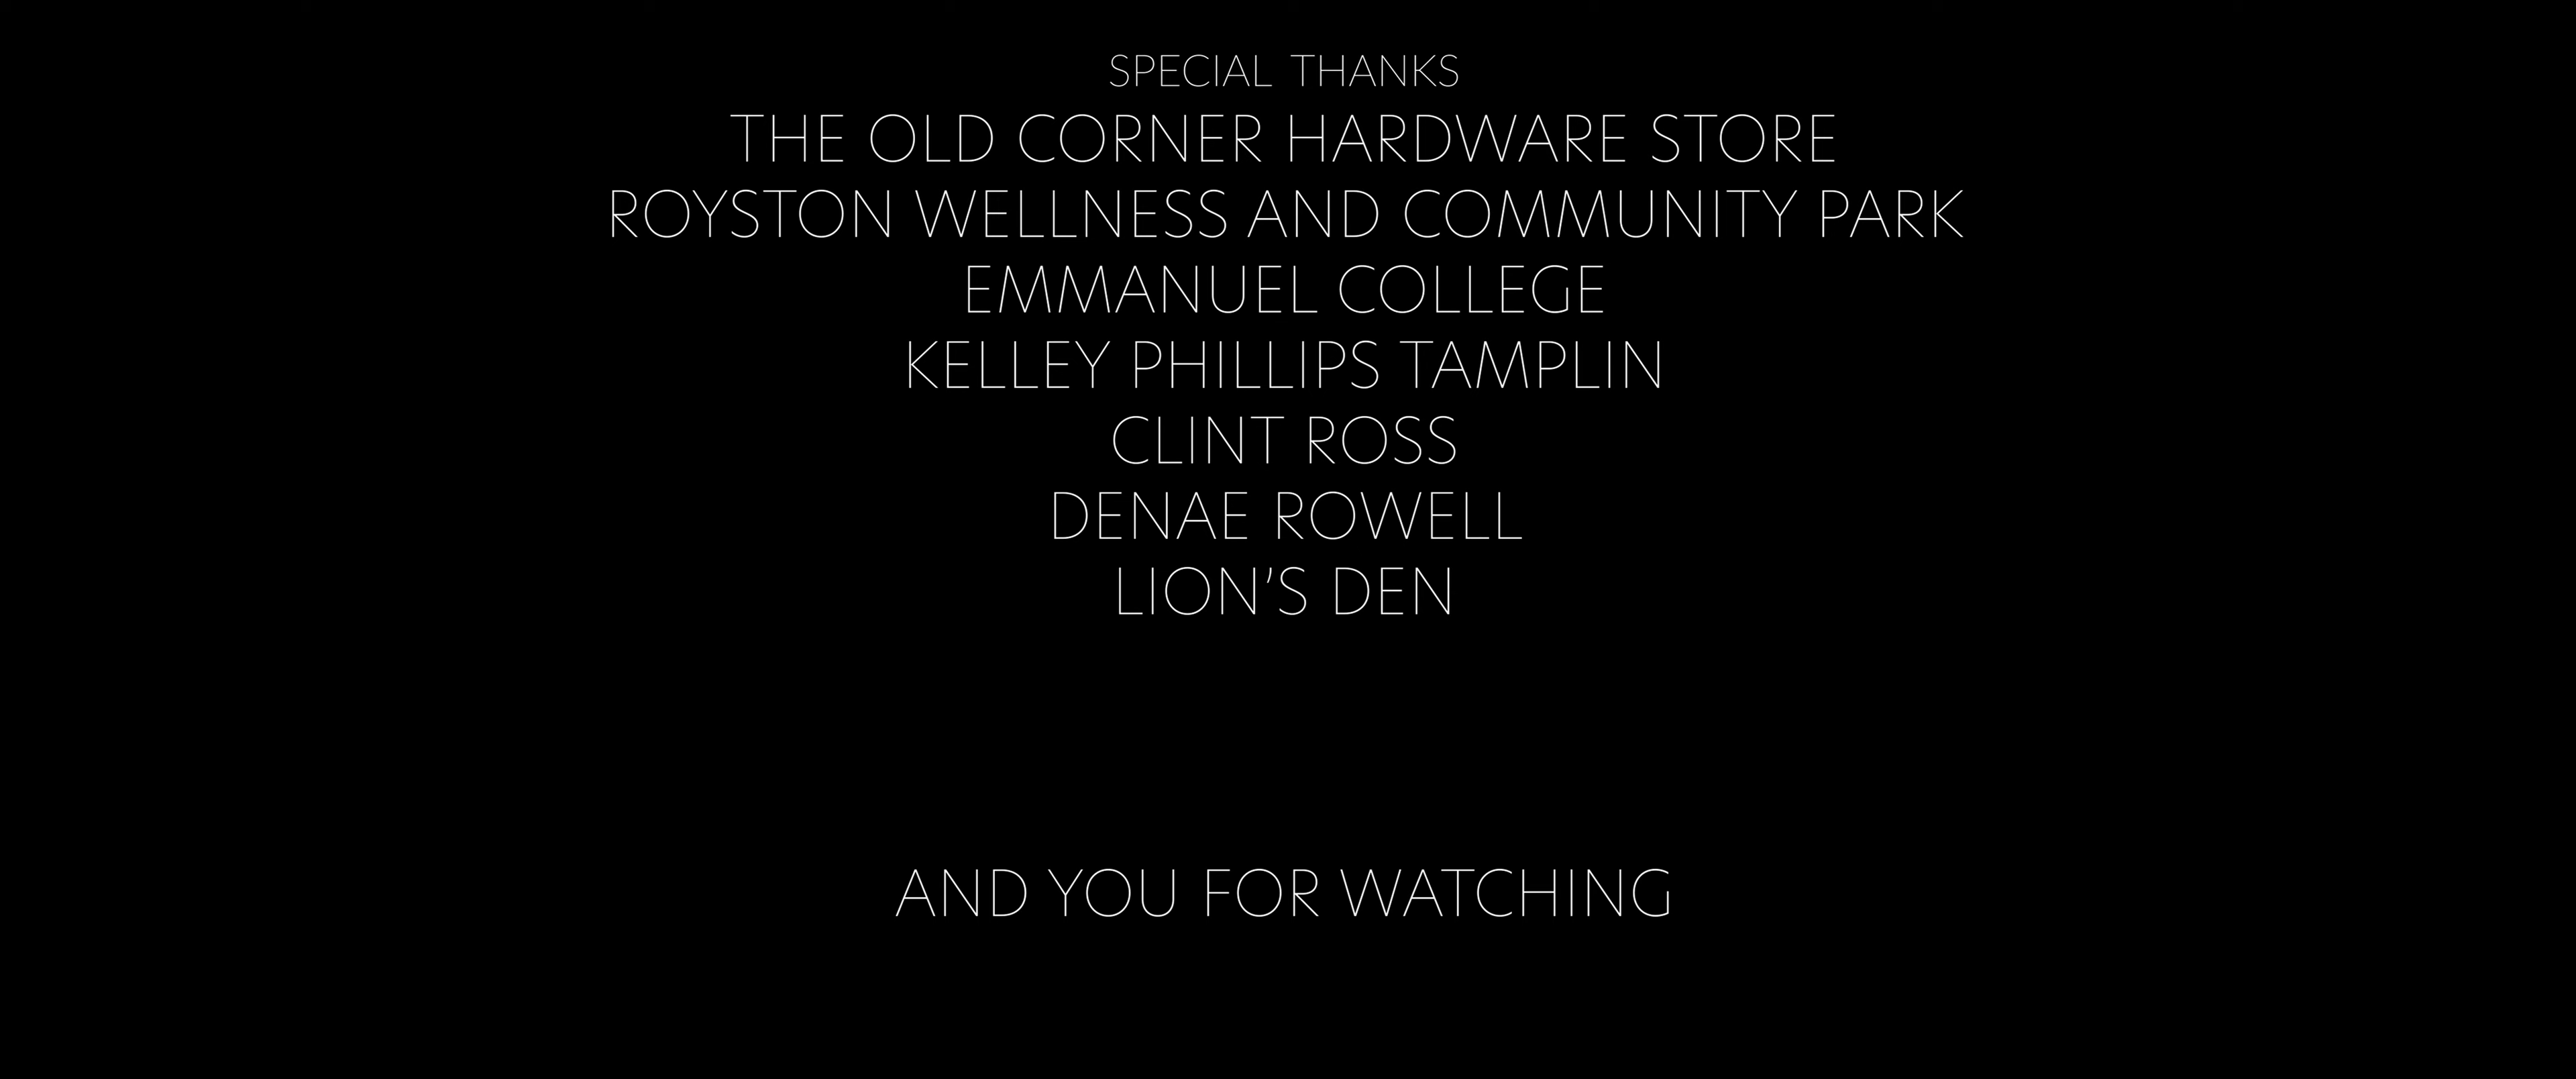 SPECIAL THANKS
THE OLD CORNER HARDWARE STORE
ROYSTON WELLNESS AND COMMUNITY PARK
EMMANUEL COLLEGE
KELLEY PHILLIPS TAMPLIN
CLINT ROSS
DENAE ROWELL
LION’S DEN
AND YOU FOR WATCHING